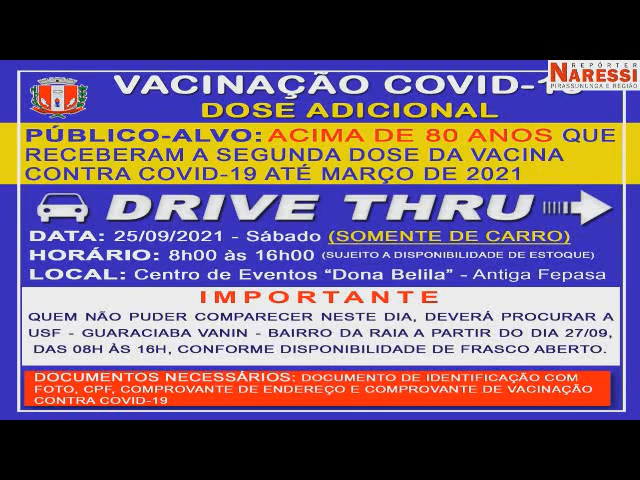 REPÓRTER
NARESSI
PIRASSUNUNGA E REGIÃO
VACINAÇÃO COVID-19
DOSE ADICIONAL
PÚBLICO-ALVO: ACIMA DE 80 ANOS QUE
RECEBERAM A SEGUNDA DOSE DA VACINA
CONTRA COVID-19 ATÉ MARÇO DE 2021
DRIVE THRU
DATA: 25/09/2021 - Sábado (SOMENTE DE CARRO)
HORÁRIO: 8h00 às 16h00 (SUJEITO A DISPONIBILIDADE DE ESTOQUE)
LOCAL: Centro de Eventos “Dona Belila” - Antiga Fepasa
IMPORTANTE
QUEM NÃO PUDER COMPARECER NESTE DIA, DEVERÁ PROCURAR A
USF - GUARACIABA VANIN - BAIRRO DA RAIA A PARTIR DO DIA 27/09,
DAS 08H ÀS 16H, CONFORME DISPONIBILIDADE DE FRASCO ABERTO.
DOCUMENTOS NECESSÁRIOS: DOCUMENTO DE IDENTIFICAÇÃO COM
FOTO, CPF, COMPROVANTE DE ENDEREÇO E COMPROVANTE DE VACINAÇÃO
CONTRA COVID-19